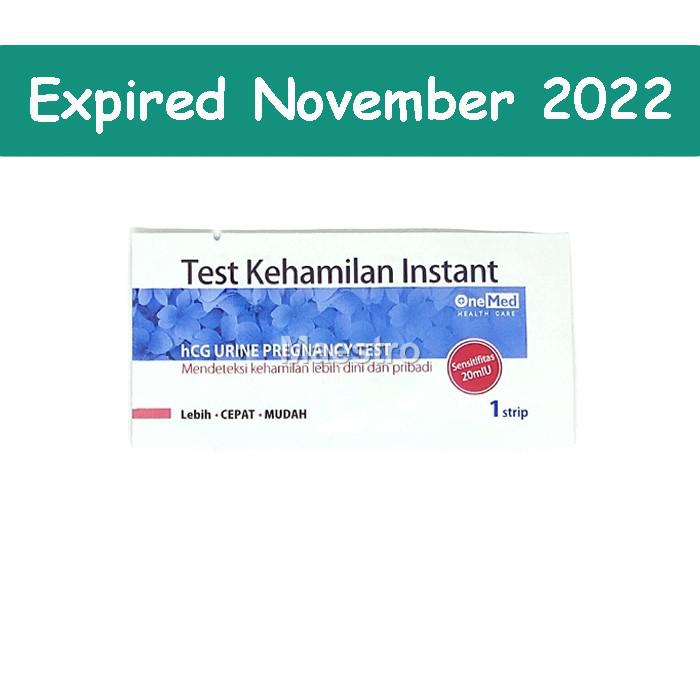 Expired November 2022
Test Kehamilan Instant
OneMed
HEALTH CARE
hCG URINE PREGNANCY TEST
Maestro
Mendeteksi kehamilan lebih dini dan pribadi
Sensitifitas
20mIU
Lebih • CEPAT • MUDAH
1 strip